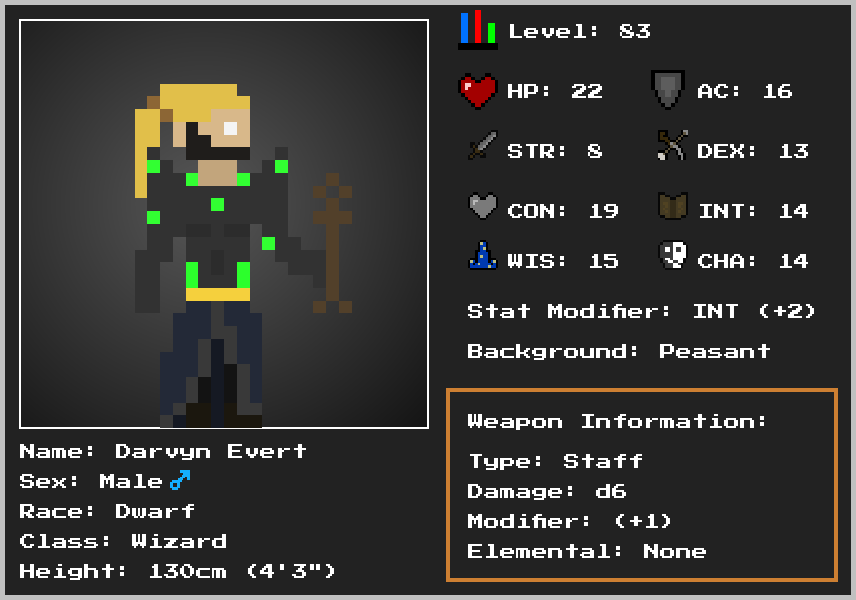 Level: 83
HP: 22
AC: 16
STR: 8
DEX: 13
CON: 19
INT: 14
WIS: 15
CHA: 14
Stat Modifier: INT (+2)
Background: Peasant
Weapon Information:
Type: Staff
Damage: d6
Modifier: (+1)
Elemental: None
Name: Darvyn Evert
Sex: Male♂
Race: Dwarf
Class: Wizard
Height: 130cm (4'3")